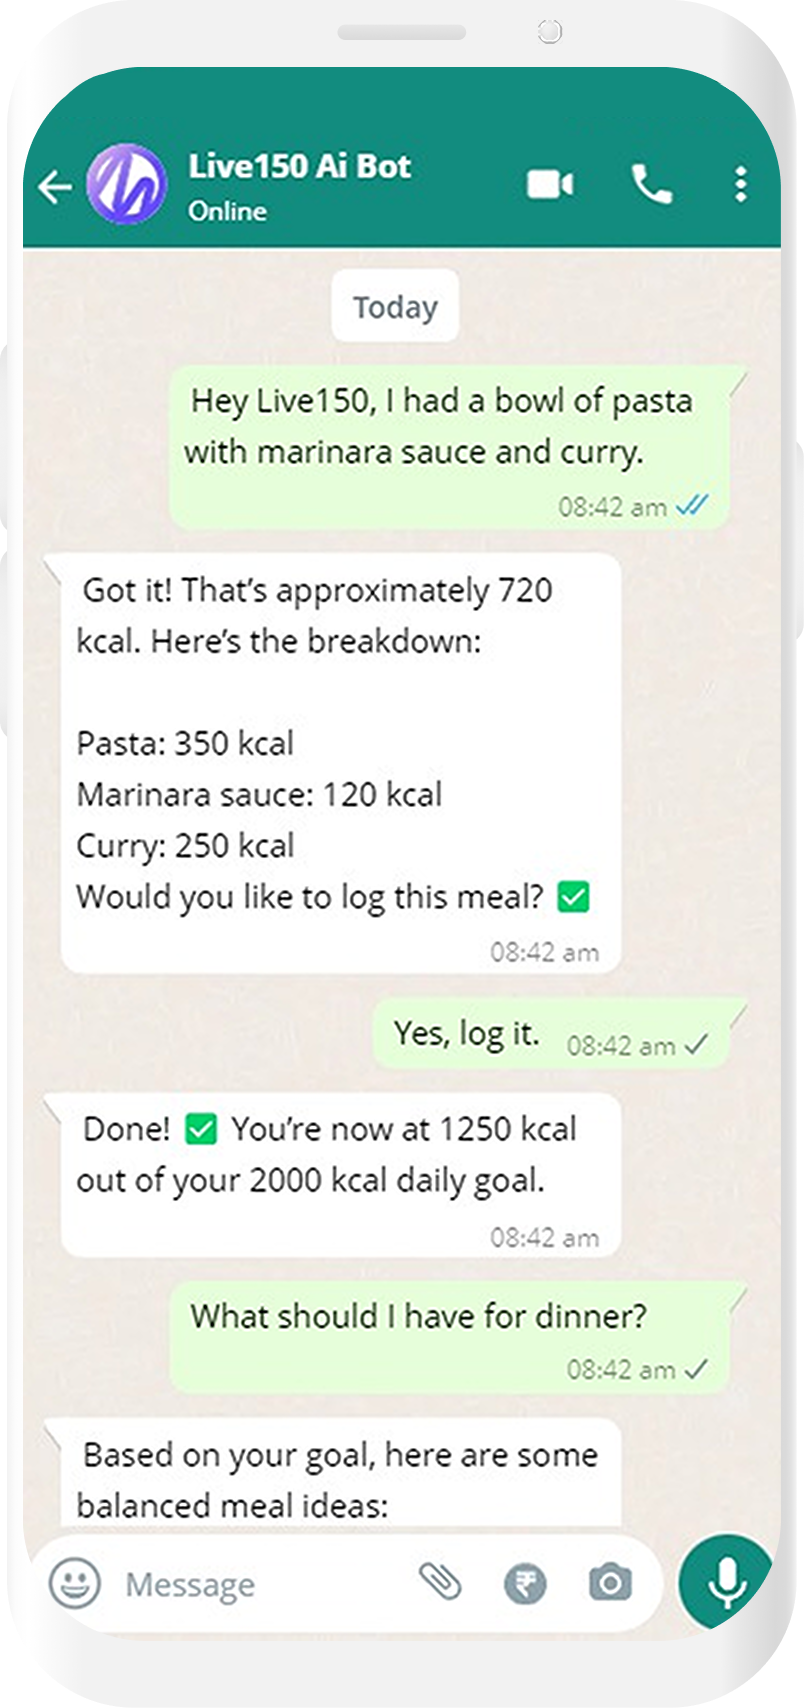 Live150 Ai Bot
Online
Today
Hey Live150, I had a bowl of pasta
with marinara sauce and curry.
08:42 am
Got it! That’s approximately 720
kcal. Here’s the breakdown:
Pasta: 350 kcal
Marinara sauce: 120 kcal
Curry: 250 kcal
Would you like to log this meal? ✅
08:42 am
Yes, log it. 08:42 am
Done! ✅ You’re now at 1250 kcal
out of your 2000 kcal daily goal.
08:42 am
What should I have for dinner?
08:42 am
Based on your goal, here are some
balanced meal ideas:
Message ₹